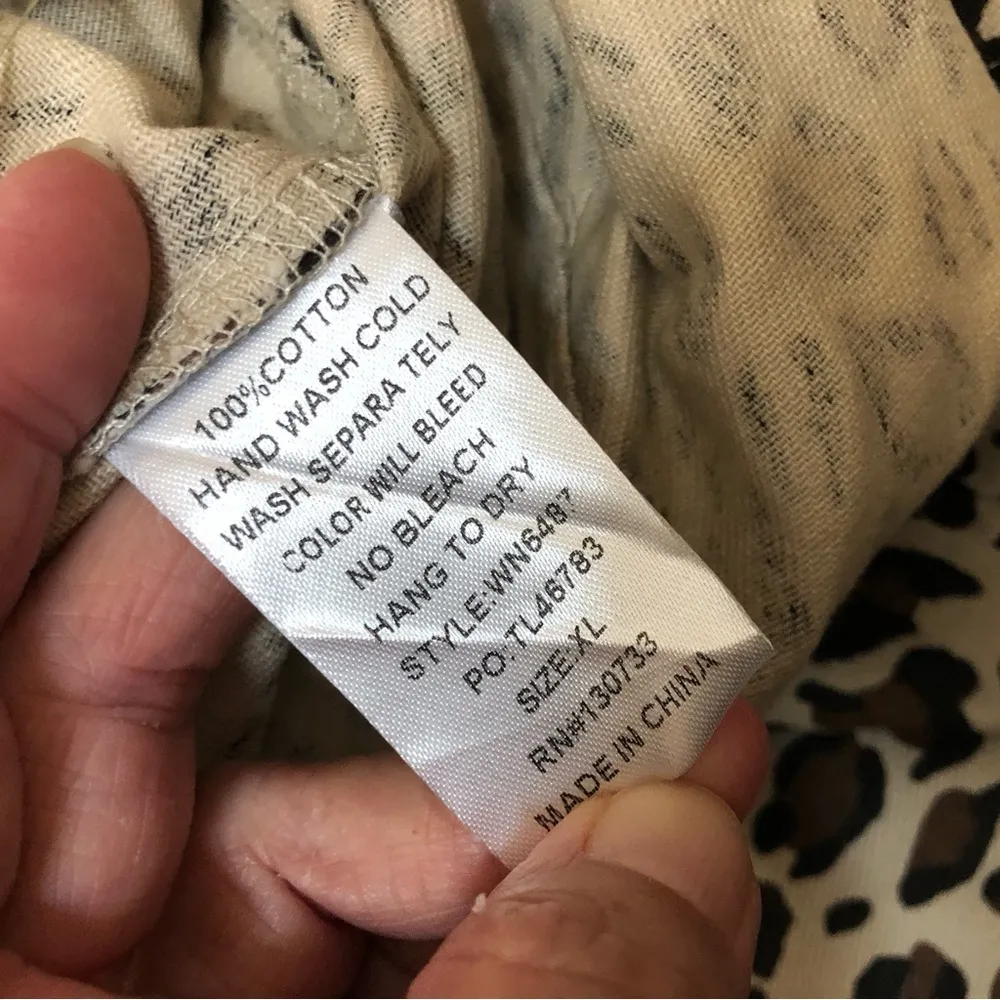 100%COTTON
HAND WASH COLD
WASH SEPARA TELY
COLOR WILL BLEED
NO BLEACH
HANG TO DRY
STYLE:WN6487
PO:TL46783
SIZE:XL
RN#130733
MADE IN CHINA